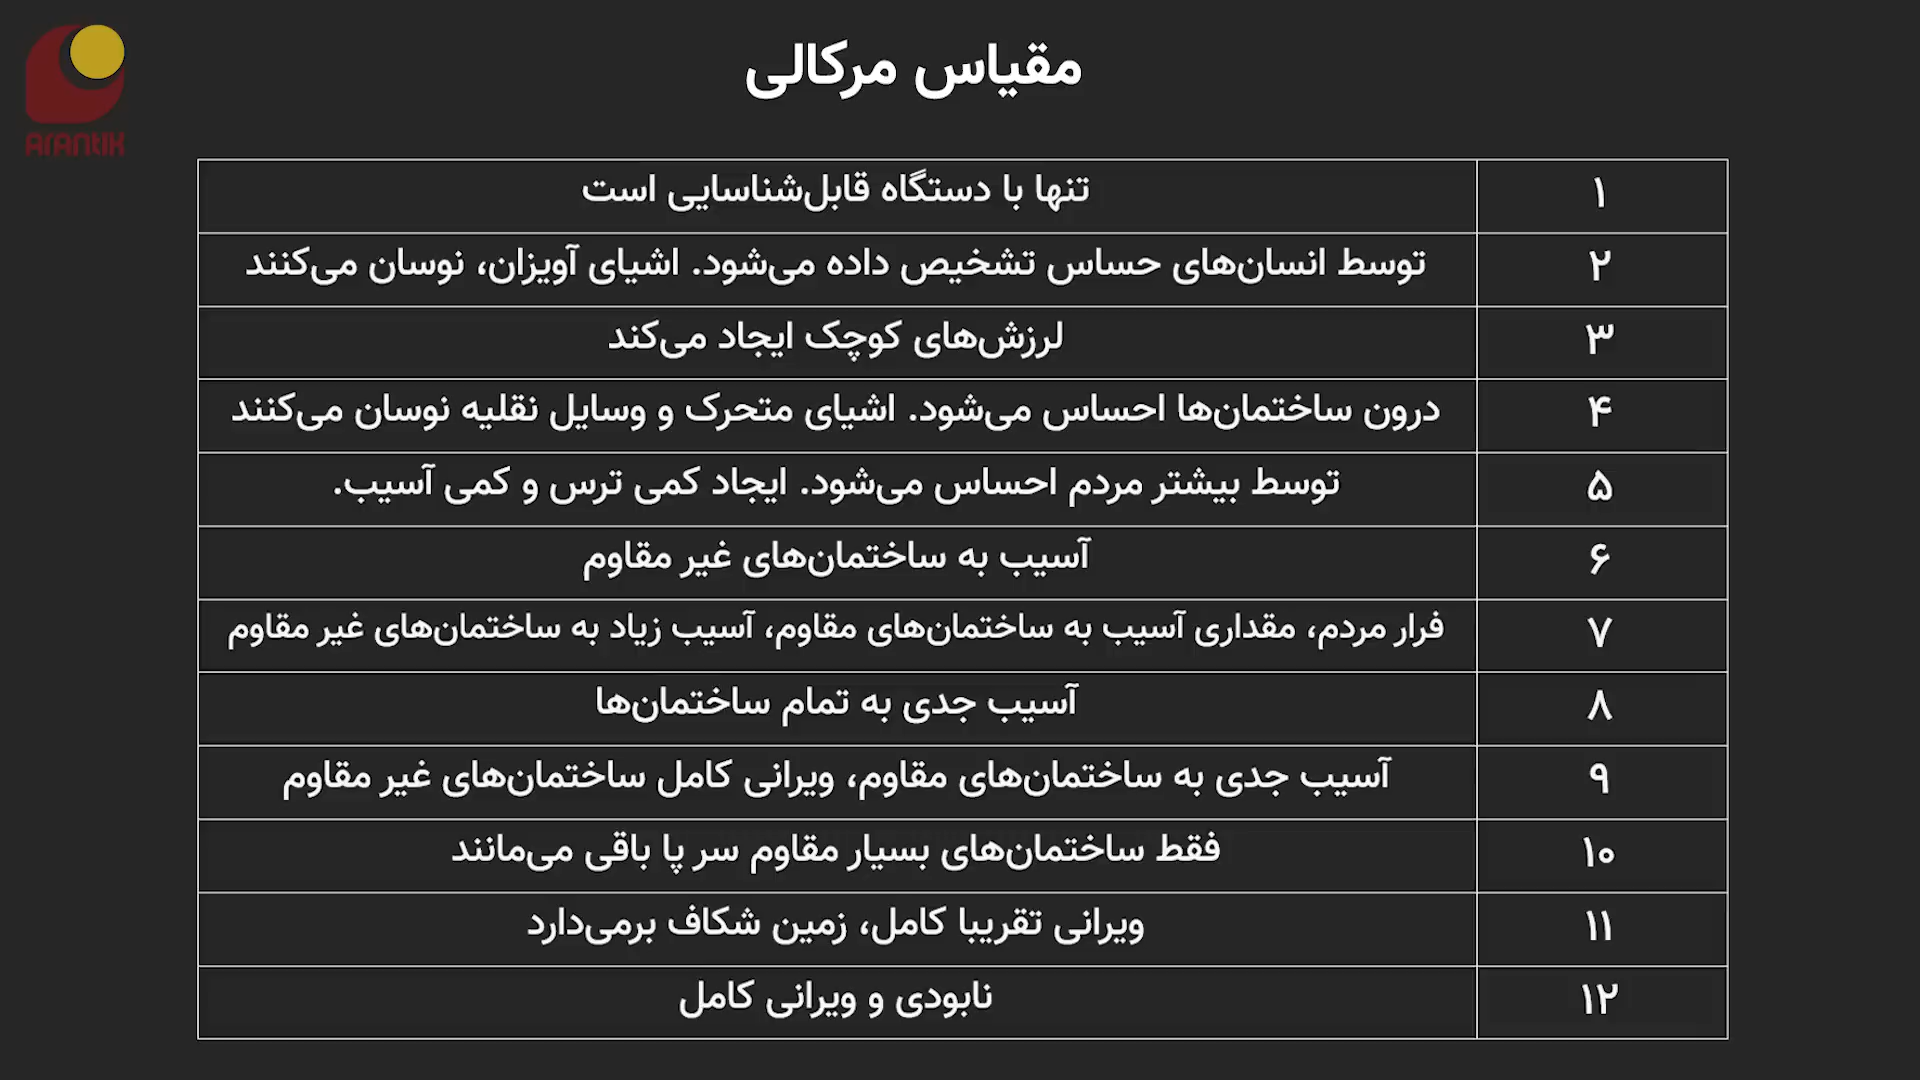 Arantik
مقیاس مرکالی
۱ تنها با دستگاه قابل‌شناسایی است
۲ توسط انسان‌های حساس تشخیص داده می‌شود. اشیای آویزان، نوسان می‌کنند
۳ لرزش‌های کوچک ایجاد می‌کند
۴ درون ساختمان‌ها احساس می‌شود. اشیای متحرک و وسایل نقلیه نوسان می‌کنند
۵ توسط بیشتر مردم احساس می‌شود. ایجاد کمی ترس و کمی آسیب.
۶ آسیب به ساختمان‌های غیر مقاوم
۷ فرار مردم، مقداری آسیب به ساختمان‌های مقاوم، آسیب زیاد به ساختمان‌های غیر مقاوم
۸ آسیب جدی به تمام ساختمان‌ها
۹ آسیب جدی به ساختمان‌های مقاوم، ویرانی کامل ساختمان‌های غیر مقاوم
۱۰ فقط ساختمان‌های بسیار مقاوم سر پا باقی می‌مانند
۱۱ ویرانی تقریبا کامل، زمین شکاف برمی‌دارد
۱۲ نابودی و ویرانی کامل